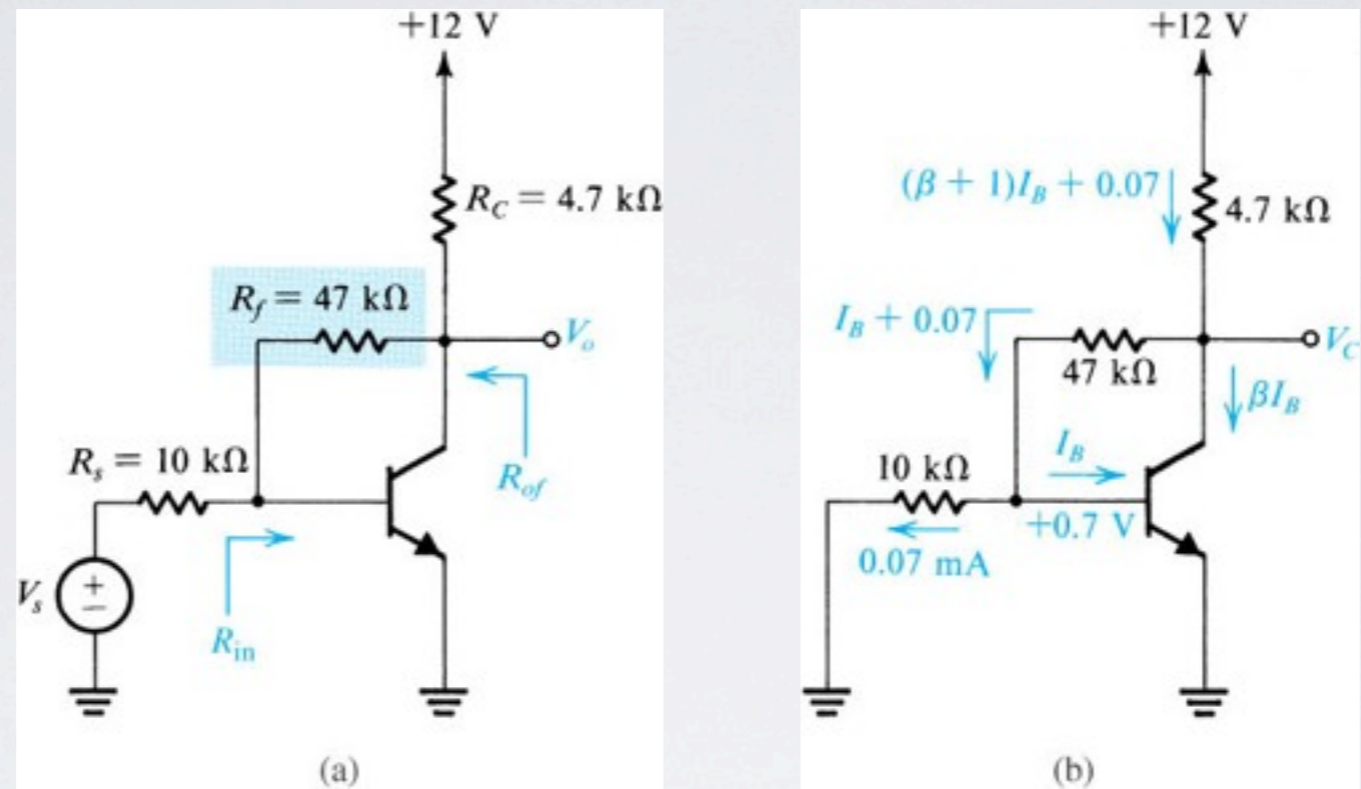 +12 V
R_C = 4.7 kΩ
R_f = 47 kΩ
V_o
R_s = 10 kΩ
R_of
V_s
+
−
R_in
(a)
+12 V
(β + 1)I_B + 0.07
4.7 kΩ
I_B + 0.07
47 kΩ
V_C
βI_B
10 kΩ
I_B
+0.7 V
0.07 mA
(b)